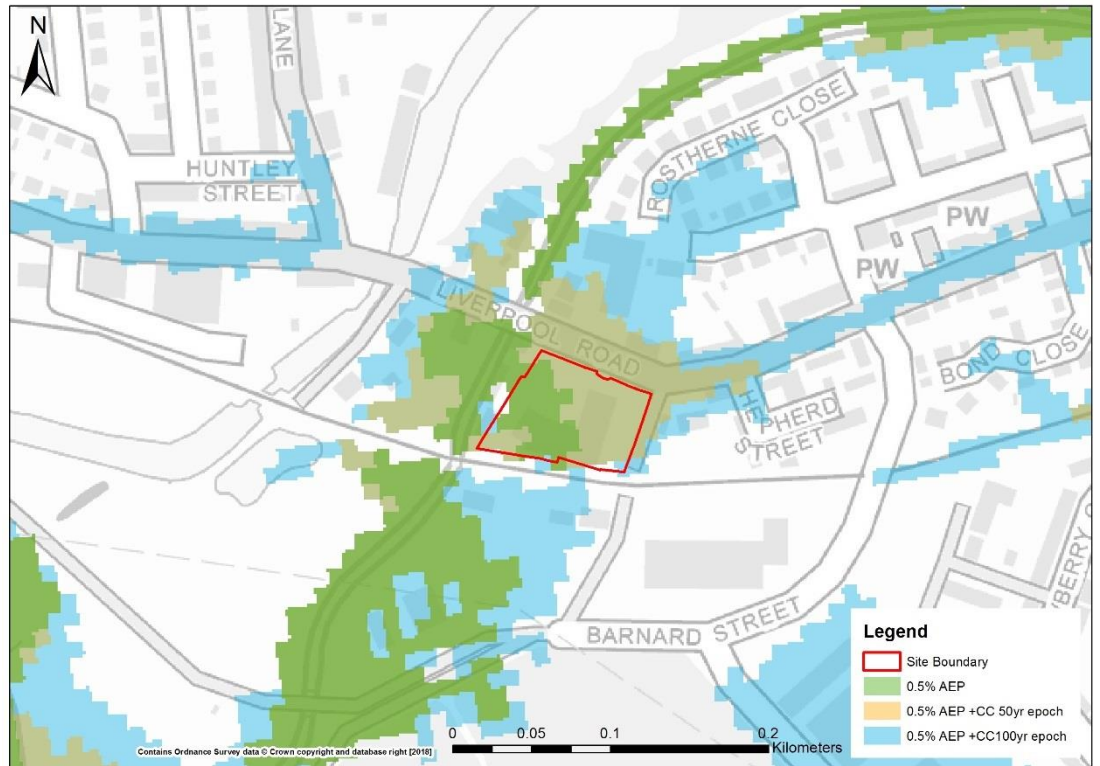 N
LANE
HUNTLEY
STREET
LIVERPOOL ROAD
ROSTHERNE CLOSE
PW
PW
BOND CLOSE
HEPHERD
STREET
BARNARD STREET
Legend
Site Boundary
0.5% AEP
0.5% AEP +CC 50yr epoch
0.5% AEP +CC100yr epoch
Contains Ordnance Survey data © Crown copyright and database right [2018]
0 0.05 0.1 0.2
Kilometers